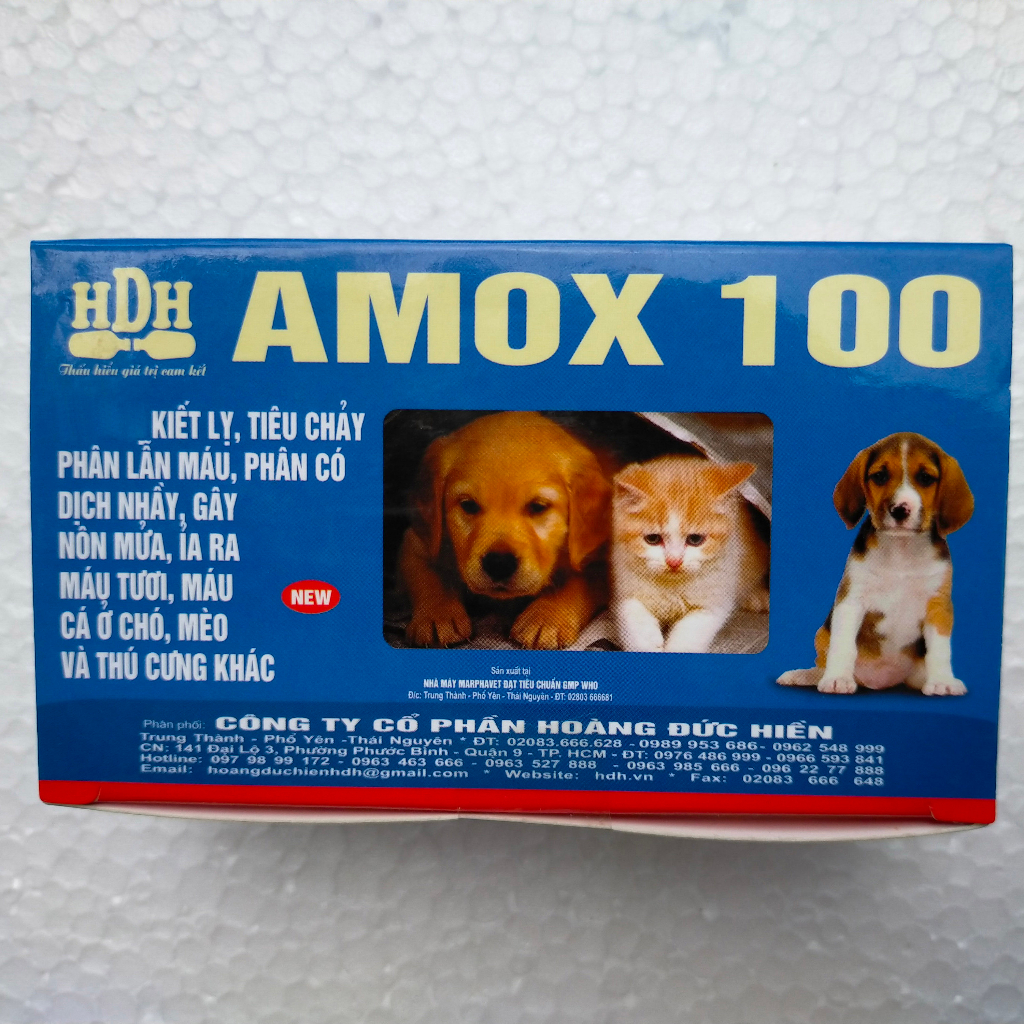 HDH
Thấu hiểu giá trị cam kết
AMOX 100
KIẾT LỴ, TIÊU CHẢY
PHÂN LẪN MÁU, PHÂN CÓ
DỊCH NHẦY, GÂY
NÔN MỬA, ỈA RA
MÁU TƯƠI, MÁU
CÁ Ở CHÓ, MÈO
VÀ THÚ CƯNG KHÁC
NEW
Sản xuất tại
NHÀ MÁY MARPHAVET ĐẠT TIÊU CHUẨN GMP WHO
Đ/c: Trung Thành - Phổ Yên - Thái Nguyên - ĐT: 02803 666681
Phân phối: CÔNG TY CỔ PHẦN HOÀNG ĐỨC HIỀN
Trung Thành - Phổ Yên -Thái Nguyên * ĐT: 02083.666.628 - 0989 953 686- 0962 548 999
CN: 141 Đại Lộ 3, Phường Phước Bình - Quận 9 - TP. HCM - ĐT: 0976 486 999 - 0966 593 841
Hotline: 097 98 99 172 - 0963 463 666 - 0963 527 888 - 0963 985 666 - 096 22 77 888
Email: hoangduchienhdh@gmail.com * Website: hdh.vn * Fax: 02083 666 648